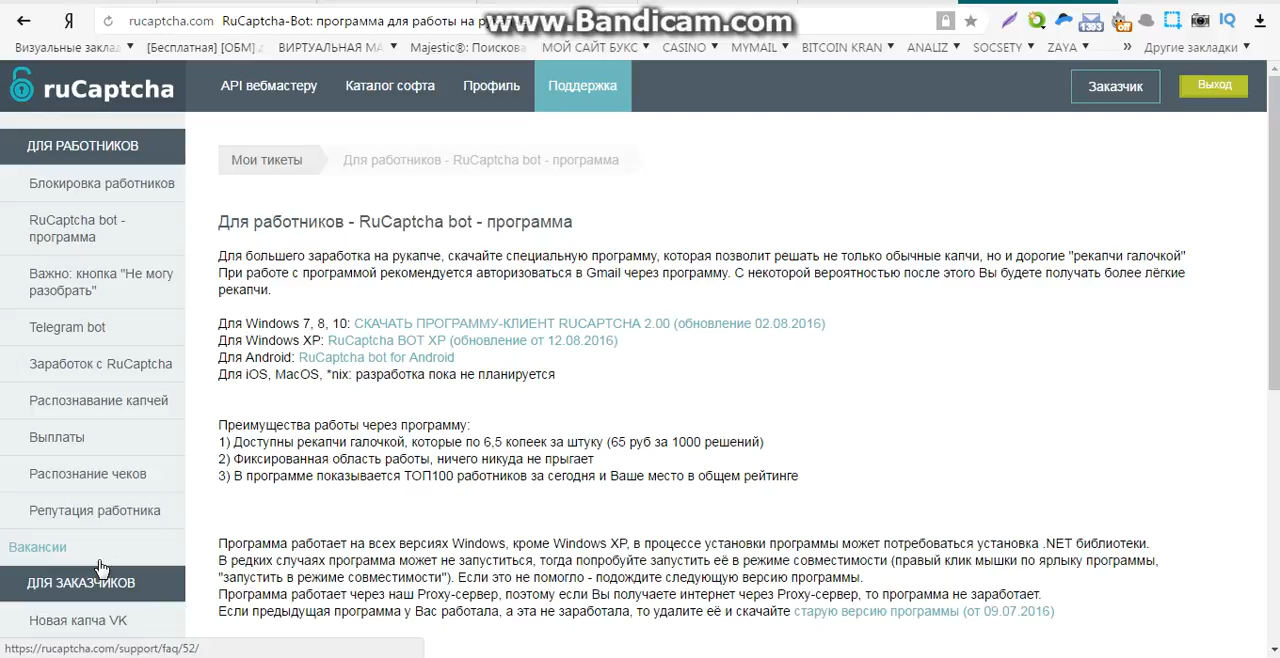 rucaptcha.com RuCaptcha-Bot: программа для работы на
www.Bandicam.com
Визуальные заклад
[Бесплатная] [ОБМ]
ВИРТУАЛЬНАЯ МА
Majestic®: Поискова
МОЙ САЙТ БУКС
CASINO
MYMAIL
BITCOIN KRAN
ANALIZ
SOCSETY
ZAYA
» Другие закладки
ruCaptcha
API вебмастеру
Каталог софта
Профиль
Поддержка
Заказчик
Выход
ДЛЯ РАБОТНИКОВ
Блокировка работников
RuCaptcha bot -
программа
Важно: кнопка "Не могу
разобрать"
Telegram bot
Заработок с RuCaptcha
Распознавание капчей
Выплаты
Распознание чеков
Репутация работника
Вакансии
ДЛЯ ЗАКАЗЧИКОВ
Новая капча VK
https://rucaptcha.com/support/faq/52/
Мои тикеты
Для работников - RuCaptcha bot - программа
Для работников - RuCaptcha bot - программа
Для большего заработка на рукапче, скачайте специальную программу, которая позволит решать не только обычные капчи, но и дорогие "рекапчи галочкой"
При работе с программой рекомендуется авторизоваться в Gmail через программу. С некоторой вероятностью после этого Вы будете получать более лёгкие
рекапчи.
Для Windows 7, 8, 10: СКАЧАТЬ ПРОГРАММУ-КЛИЕНТ RUCAPTCHA 2.00 (обновление 02.08.2016)
Для Windows XP: RuCaptcha BOT XP (обновление от 12.08.2016)
Для Android: RuCaptcha bot for Android
Для iOS, MacOS, *nix: разработка пока не планируется
Преимущества работы через программу:
1) Доступны рекапчи галочкой, которые по 6,5 копеек за штуку (65 руб за 1000 решений)
2) Фиксированная область работы, ничего никуда не прыгает
3) В программе показывается ТОП100 работников за сегодня и Ваше место в общем рейтинге
Программа работает на всех версиях Windows, кроме Windows XP, в процессе установки программы может потребоваться установка .NET библиотеки.
В редких случаях программа может не запуститься, тогда попробуйте запустить её в режиме совместимости (правый клик мышки по ярлыку программы,
"запустить в режиме совместимости"). Если это не помогло - подождите следующую версию программы.
Программа работает через наш Proxy-сервер, поэтому если Вы получаете интернет через Proxy-сервер, то программа не заработает.
Если предыдущая программа у Вас работала, а эта не заработала, то удалите её и скачайте старую версию программы (от 09.07.2016)